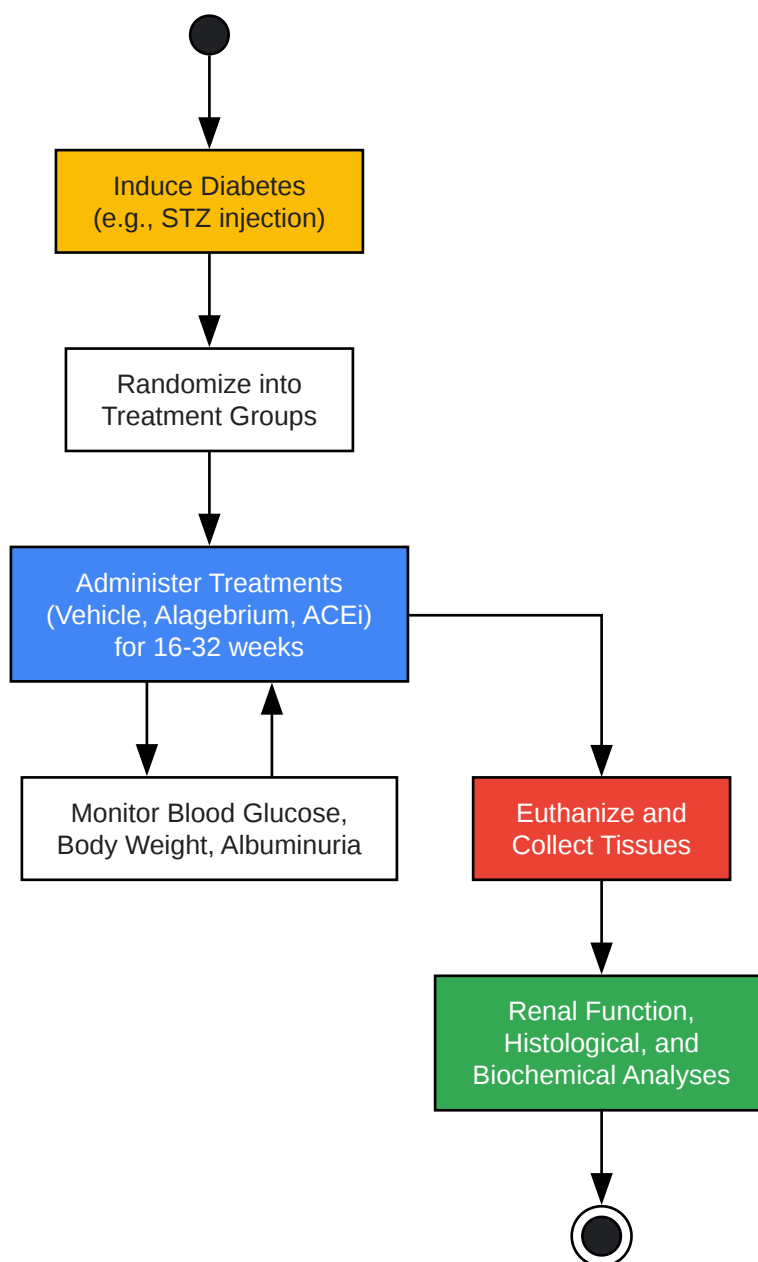 Induce Diabetes
(e.g., STZ injection)
Randomize into
Treatment Groups
Administer Treatments
(Vehicle, Alagebrium, ACEi)
for 16-32 weeks
Monitor Blood Glucose,
Body Weight, Albuminuria
Euthanize and
Collect Tissues
Renal Function,
Histological, and
Biochemical Analyses